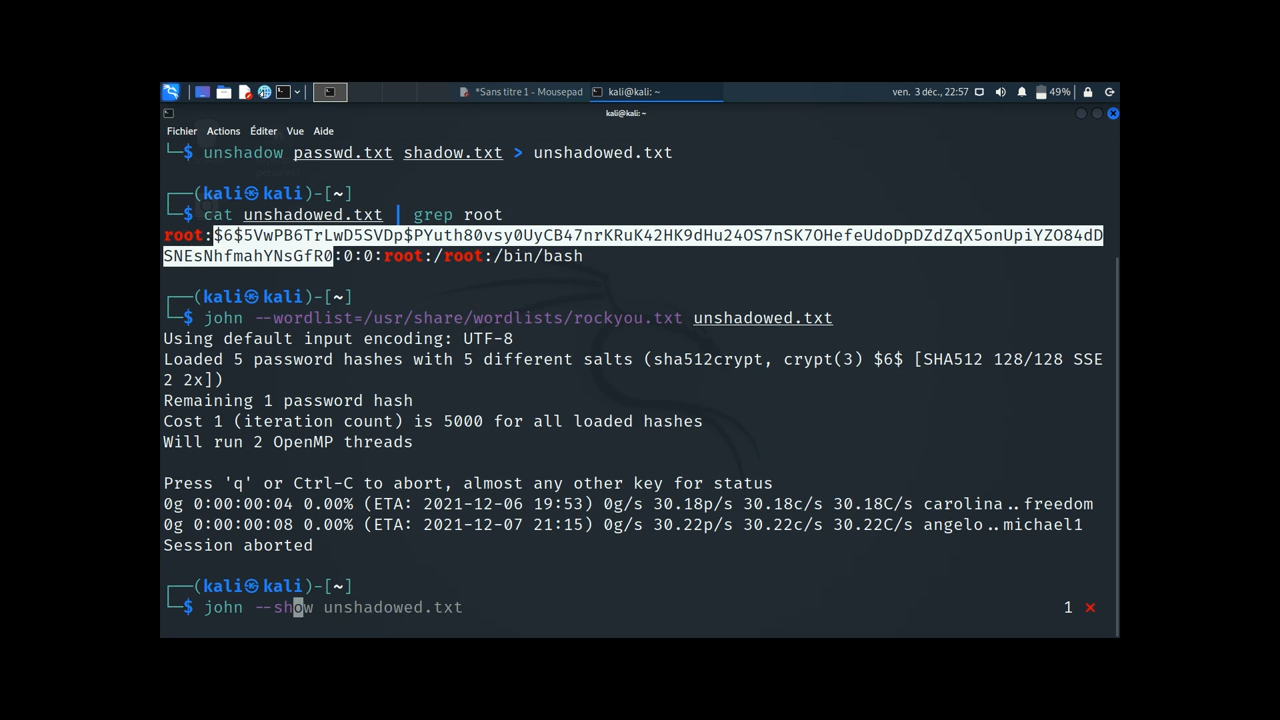 *Sans titre 1 - Mousepad
kali@kali: ~
ven. 3 déc., 22:57
49%
kali@kali: ~
Fichier Actions Éditer Vue Aide
└─$ unshadow passwd.txt shadow.txt > unshadowed.txt
┌──(kali㉿kali)-[~]
└─$ cat unshadowed.txt | grep root
root:$6$5VwPB6TrLwD5SVDp$PYuth80vsy0UyCB47nrKRuK42HK9dHu24OS7nSK7OHefeUdoDpDZdZqX5onUpiYZO84dD
SNEsNhfmahYNsGfR0:0:0:root:/root:/bin/bash
┌──(kali㉿kali)-[~]
└─$ john --wordlist=/usr/share/wordlists/rockyou.txt unshadowed.txt
Using default input encoding: UTF-8
Loaded 5 password hashes with 5 different salts (sha512crypt, crypt(3) $6$ [SHA512 128/128 SSE
2 2x])
Remaining 1 password hash
Cost 1 (iteration count) is 5000 for all loaded hashes
Will run 2 OpenMP threads
Press 'q' or Ctrl-C to abort, almost any other key for status
0g 0:00:00:04 0.00% (ETA: 2021-12-06 19:53) 0g/s 30.18p/s 30.18c/s 30.18C/s carolina..freedom
0g 0:00:00:08 0.00% (ETA: 2021-12-07 21:15) 0g/s 30.22p/s 30.22c/s 30.22C/s angelo..michael1
Session aborted
┌──(kali㉿kali)-[~]
└─$ john --show unshadowed.txt
1 ✕